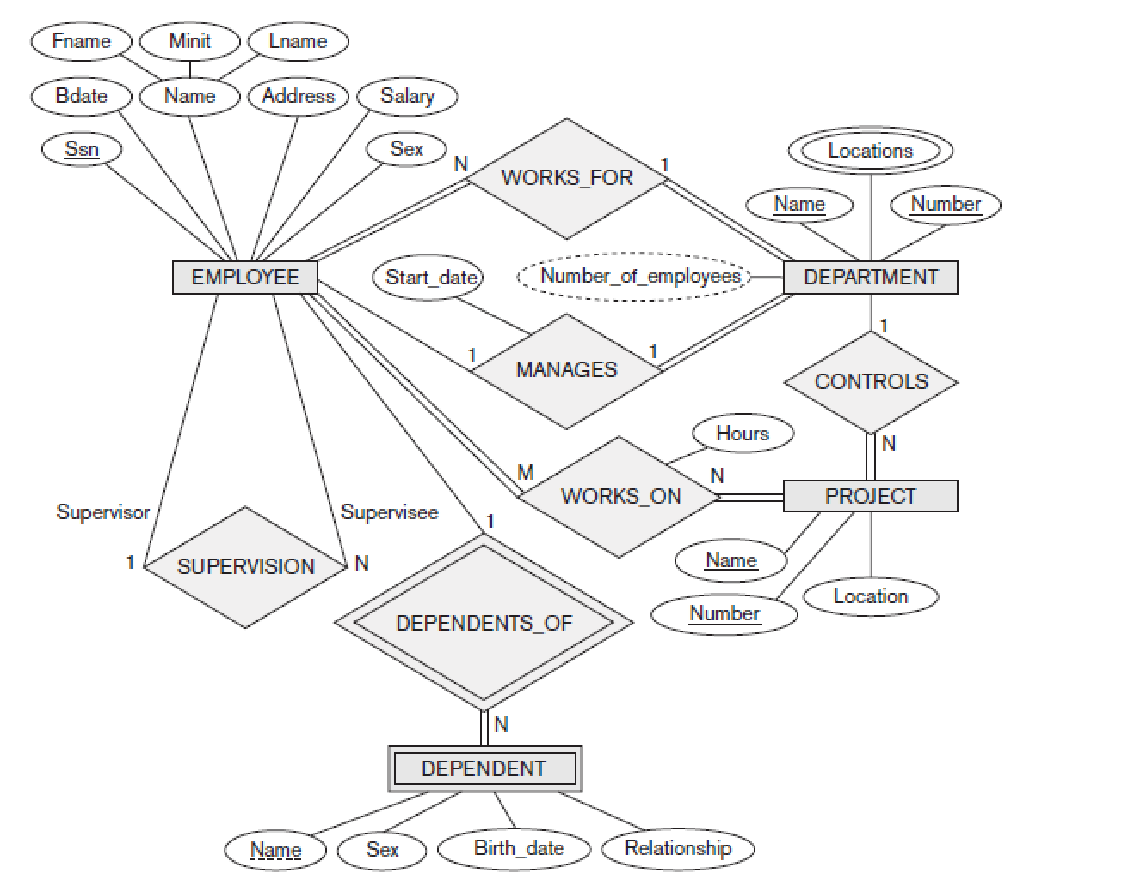 Fname
Minit
Lname
Bdate
Name
Address
Salary
Ssn
Sex
N
WORKS_FOR
1
Locations
Name
Number
EMPLOYEE
Start_date
Number_of_employees
DEPARTMENT
1
MANAGES
1
1
CONTROLS
N
Hours
M
WORKS_ON
N
PROJECT
Supervisor
Supervisee
1
SUPERVISION
N
1
Name
Number
Location
DEPENDENTS_OF
N
DEPENDENT
Name
Sex
Birth_date
Relationship